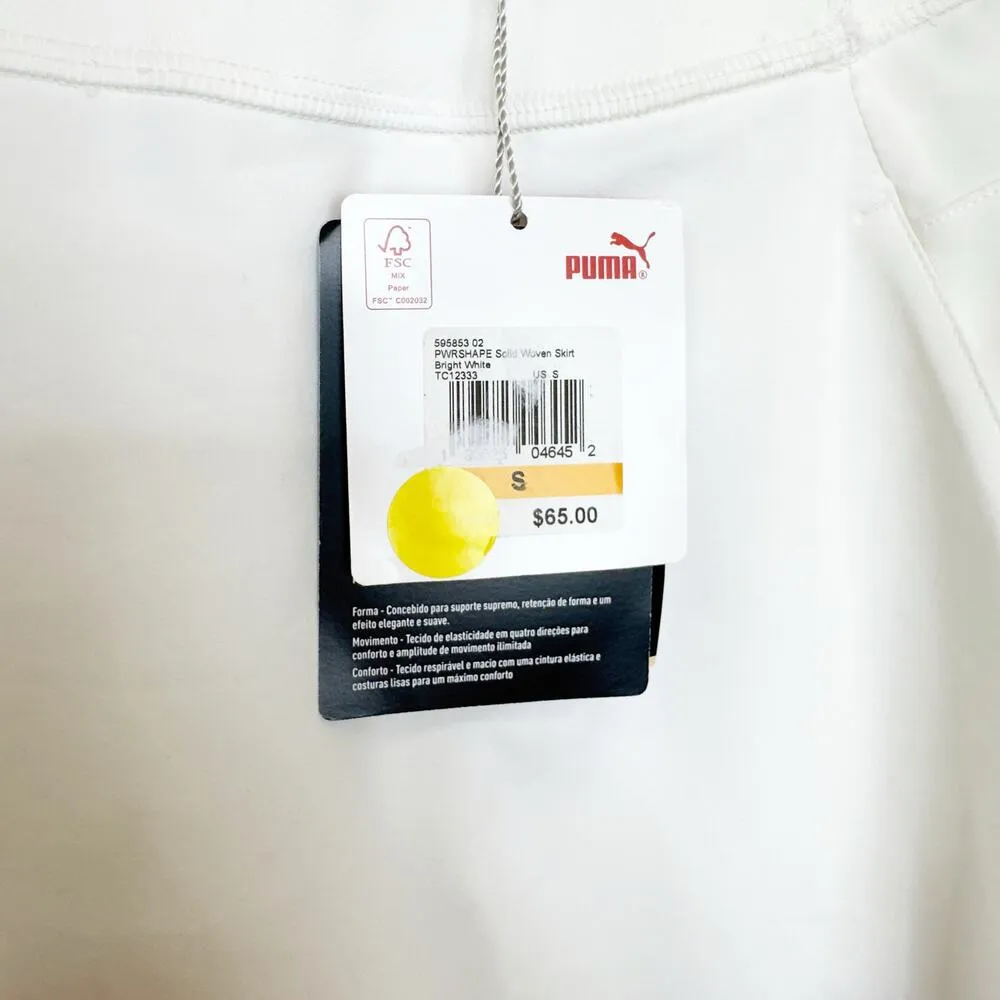 FSC
MIX
Paper
FSC™ C002032
PUMA®
595853 02
PWRSHAPE Solid Woven Skirt
Bright White
TC12333 US S
04645 2
S
$65.00
Forma - Concebido para suporte supremo, retenção de forma e um
efeito elegante e suave.
Movimento - Tecido de elasticidade em quatro direções para
conforto e amplitude de movimento ilimitada
Conforto - Tecido respirável e macio com uma cintura elástica e
costuras lisas para um máximo conforto